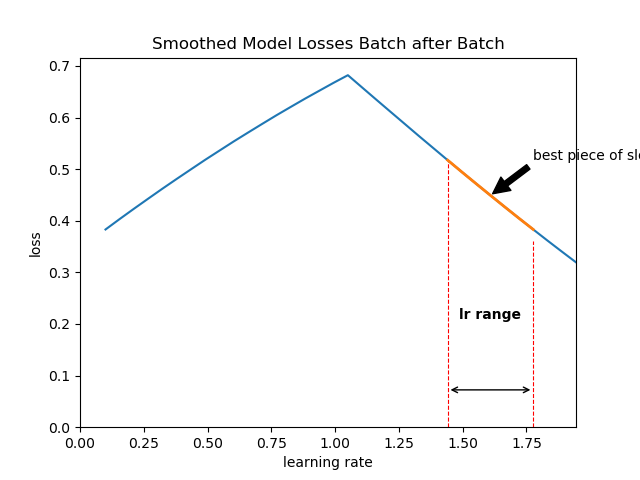 Smoothed Model Losses Batch after Batch
0.7
0.6
0.5
0.4
0.3
0.2
0.1
0.0
loss
best piece of
lr range
0.00 0.25 0.50 0.75 1.00 1.25 1.50 1.75
learning rate